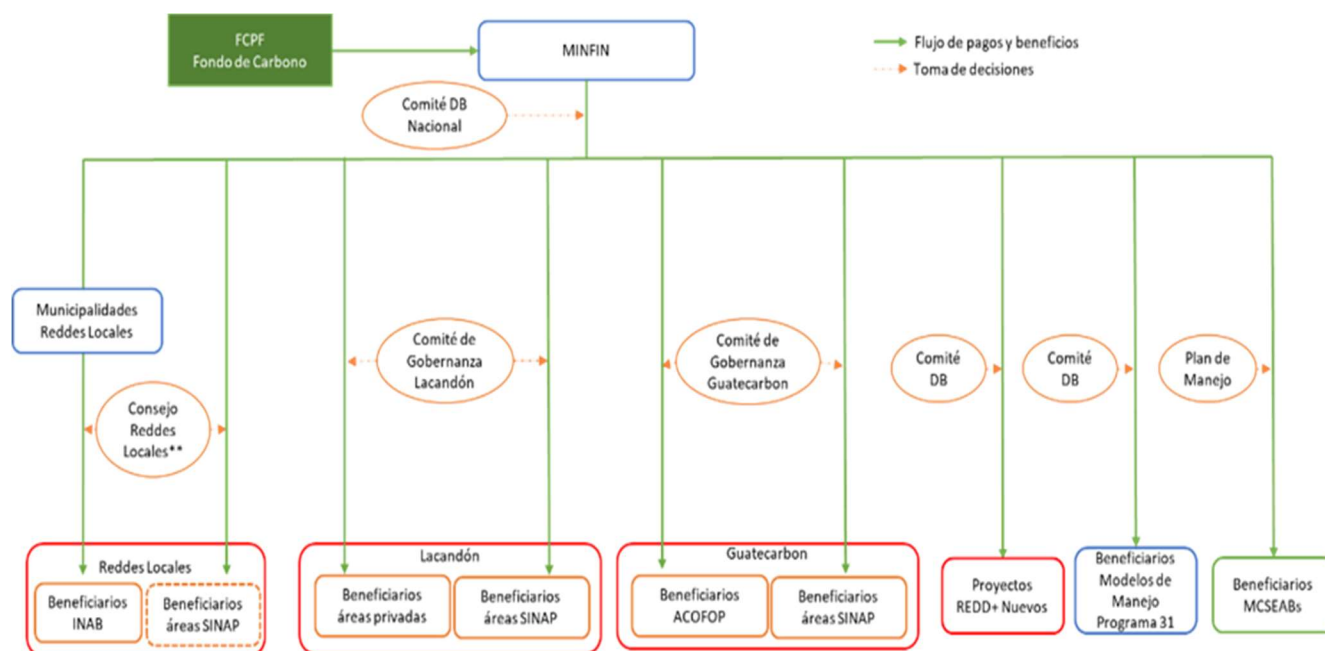 FCPF
Fondo de Carbono
MINFIN
Flujo de pagos y beneficios
Toma de decisiones
Comité DB
Nacional
Municipalidades
Reddes Locales
Consejo
Reddes
Locales**
Comité de
Gobernanza
Lacandón
Comité de
Gobernanza
Guatecarbon
Comité
DB
Comité
DB
Plan de
Manejo
Reddes Locales
Beneficiarios
INAB
Beneficiarios
áreas SINAP
Lacandón
Beneficiarios
áreas privadas
Beneficiarios
áreas SINAP
Guatecarbon
Beneficiarios
ACOFOP
Beneficiarios
áreas SINAP
Proyectos
REDD+ Nuevos
Beneficiarios
Modelos de
Manejo
Programa 31
Beneficiarios
MCSEABs